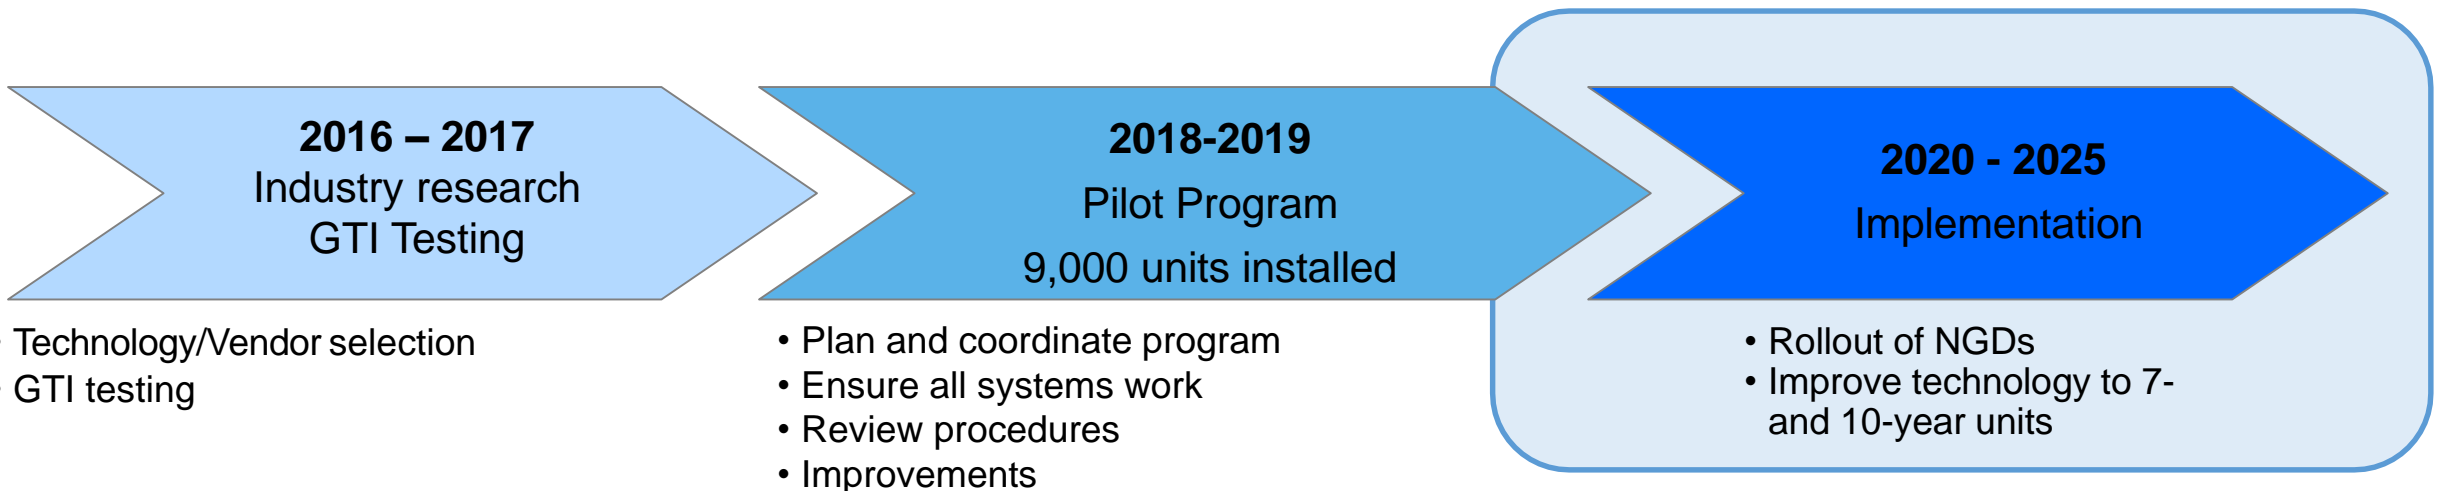 2016 – 2017
Industry research
GTI Testing
• Technology/Vendor selection
• GTI testing
2018-2019
Pilot Program
9,000 units installed
• Plan and coordinate program
• Ensure all systems work
• Review procedures
• Improvements
2020 - 2025
Implementation
• Rollout of NGDs
• Improve technology to 7-
and 10-year units